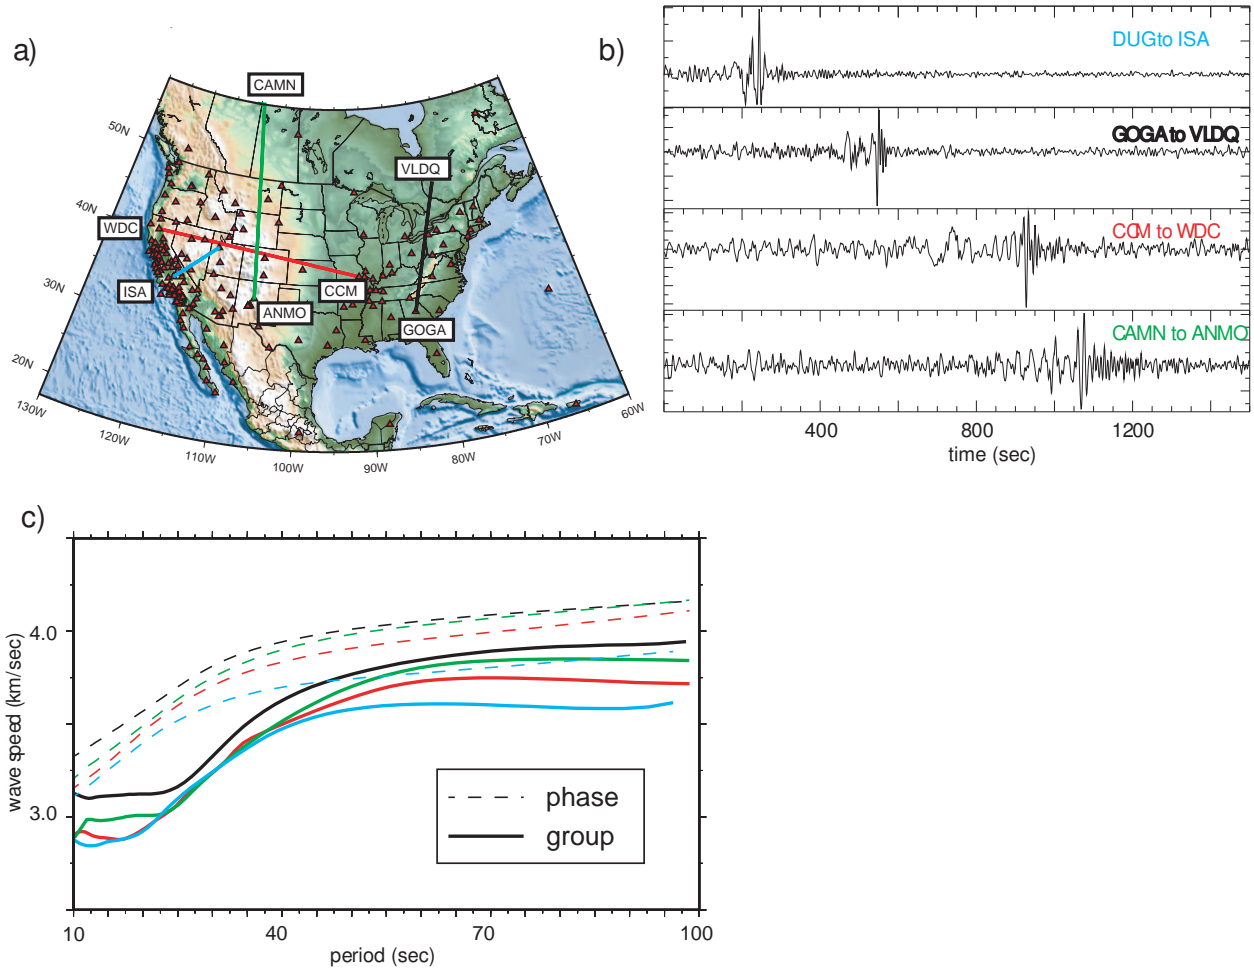 a)
CAMN
VLDQ
WDC
ISA
CCM
ANMO
GOGA
50N
40N
30N
20N
130W
120W
110W
100W
90W
80W
70W
60W
b)
DUG to ISA
GOGA to VLDQ
CCM to WDC
CAMN to ANMO
400 800 1200
time (sec)
c)
wave speed (km/sec)
4.0
3.0
phase
group
10 40 70 100
period (sec)